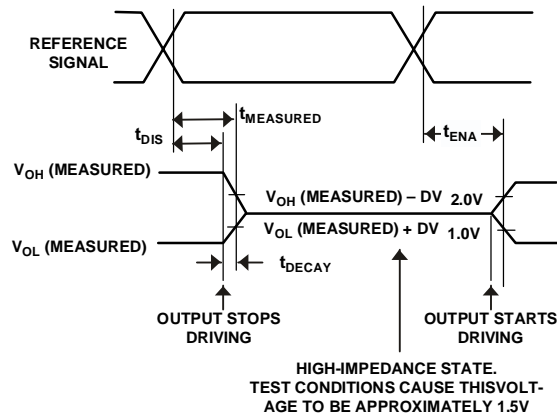 REFERENCE
SIGNAL
tMEASURED
tDIS
tENA
VOH (MEASURED)
VOH (MEASURED) – DV 2.0V
VOL (MEASURED) + DV 1.0V
VOL (MEASURED)
tDECAY
OUTPUT STOPS
DRIVING
OUTPUT STARTS
DRIVING
HIGH-IMPEDANCE STATE.
TEST CONDITIONS CAUSE THISVOLT-
AGE TO BE APPROXIMATELY 1.5V